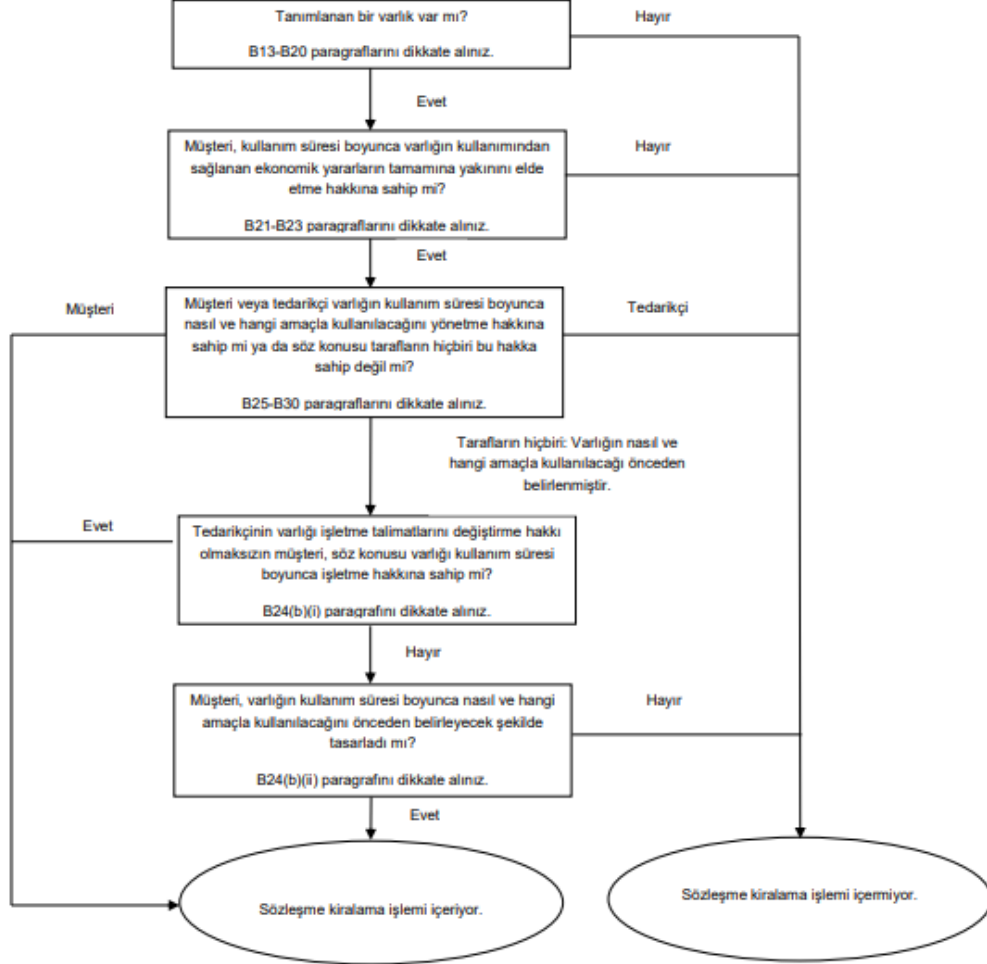 Tanımlanan bir varlık var mı?
Hayır
B13-B20 paragraflarını dikkate alınız.
Evet
Müşteri, kullanım süresi boyunca varlığın kullanımından
sağlanan ekonomik yararların tamamına yakınını elde
etme hakkına sahip mi?
Hayır
B21-B23 paragraflarını dikkate alınız.
Evet
Müşteri
Müşteri veya tedarikçi varlığın kullanım süresi boyunca
nasıl ve hangi amaçla kullanılacağını yönetme hakkına
sahip mi ya da söz konusu tarafların hiçbiri bu hakka
sahip değil mi?
Tedarikçi
B25-B30 paragraflarını dikkate alınız.
Tarafların hiçbiri: Varlığın nasıl ve
hangi amaçla kullanılacağı önceden
belirlenmiştir.
Evet
Tedarikçinin varlığı işletme talimatlarını değiştirme hakkı
olmaksızın müşteri, söz konusu varlığı kullanım süresi
boyunca işletme hakkına sahip mi?
B24(b)(i) paragrafını dikkate alınız.
Hayır
Müşteri, varlığın kullanım süresi boyunca nasıl ve hangi
amaçla kullanılacağını önceden belirleyecek şekilde
tasarladı mı?
Hayır
B24(b)(ii) paragrafını dikkate alınız.
Evet
Sözleşme kiralama işlemi içeriyor.
Sözleşme kiralama işlemi içermiyor.